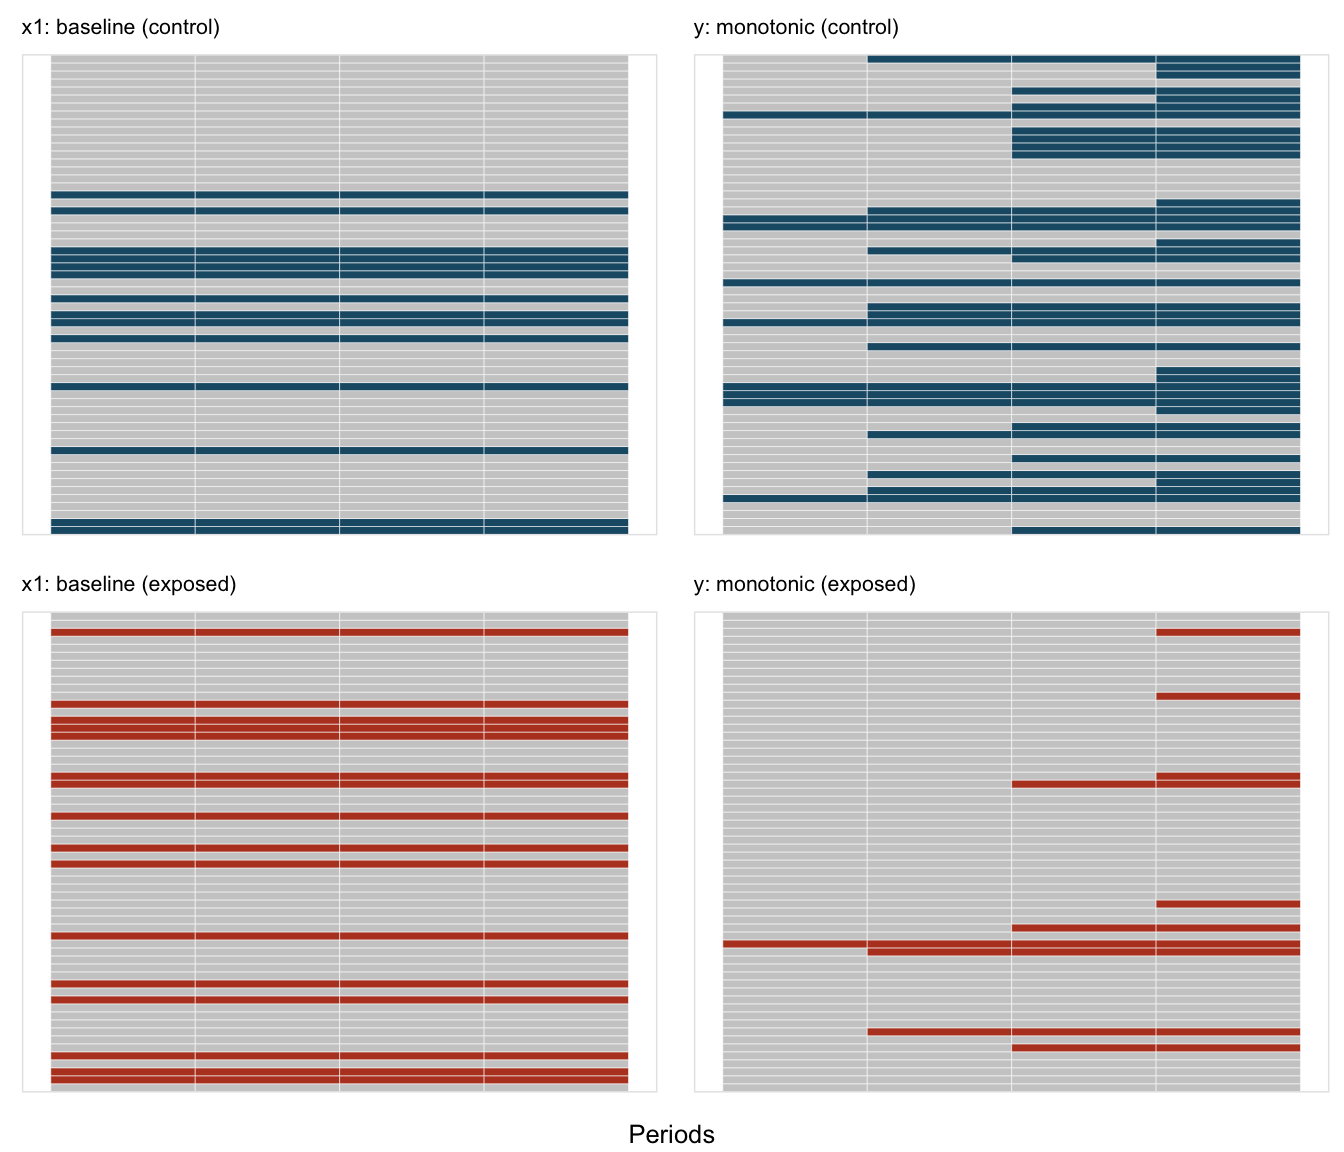 x1: baseline (control)
y: monotonic (control)
x1: baseline (exposed)
y: monotonic (exposed)
Periods